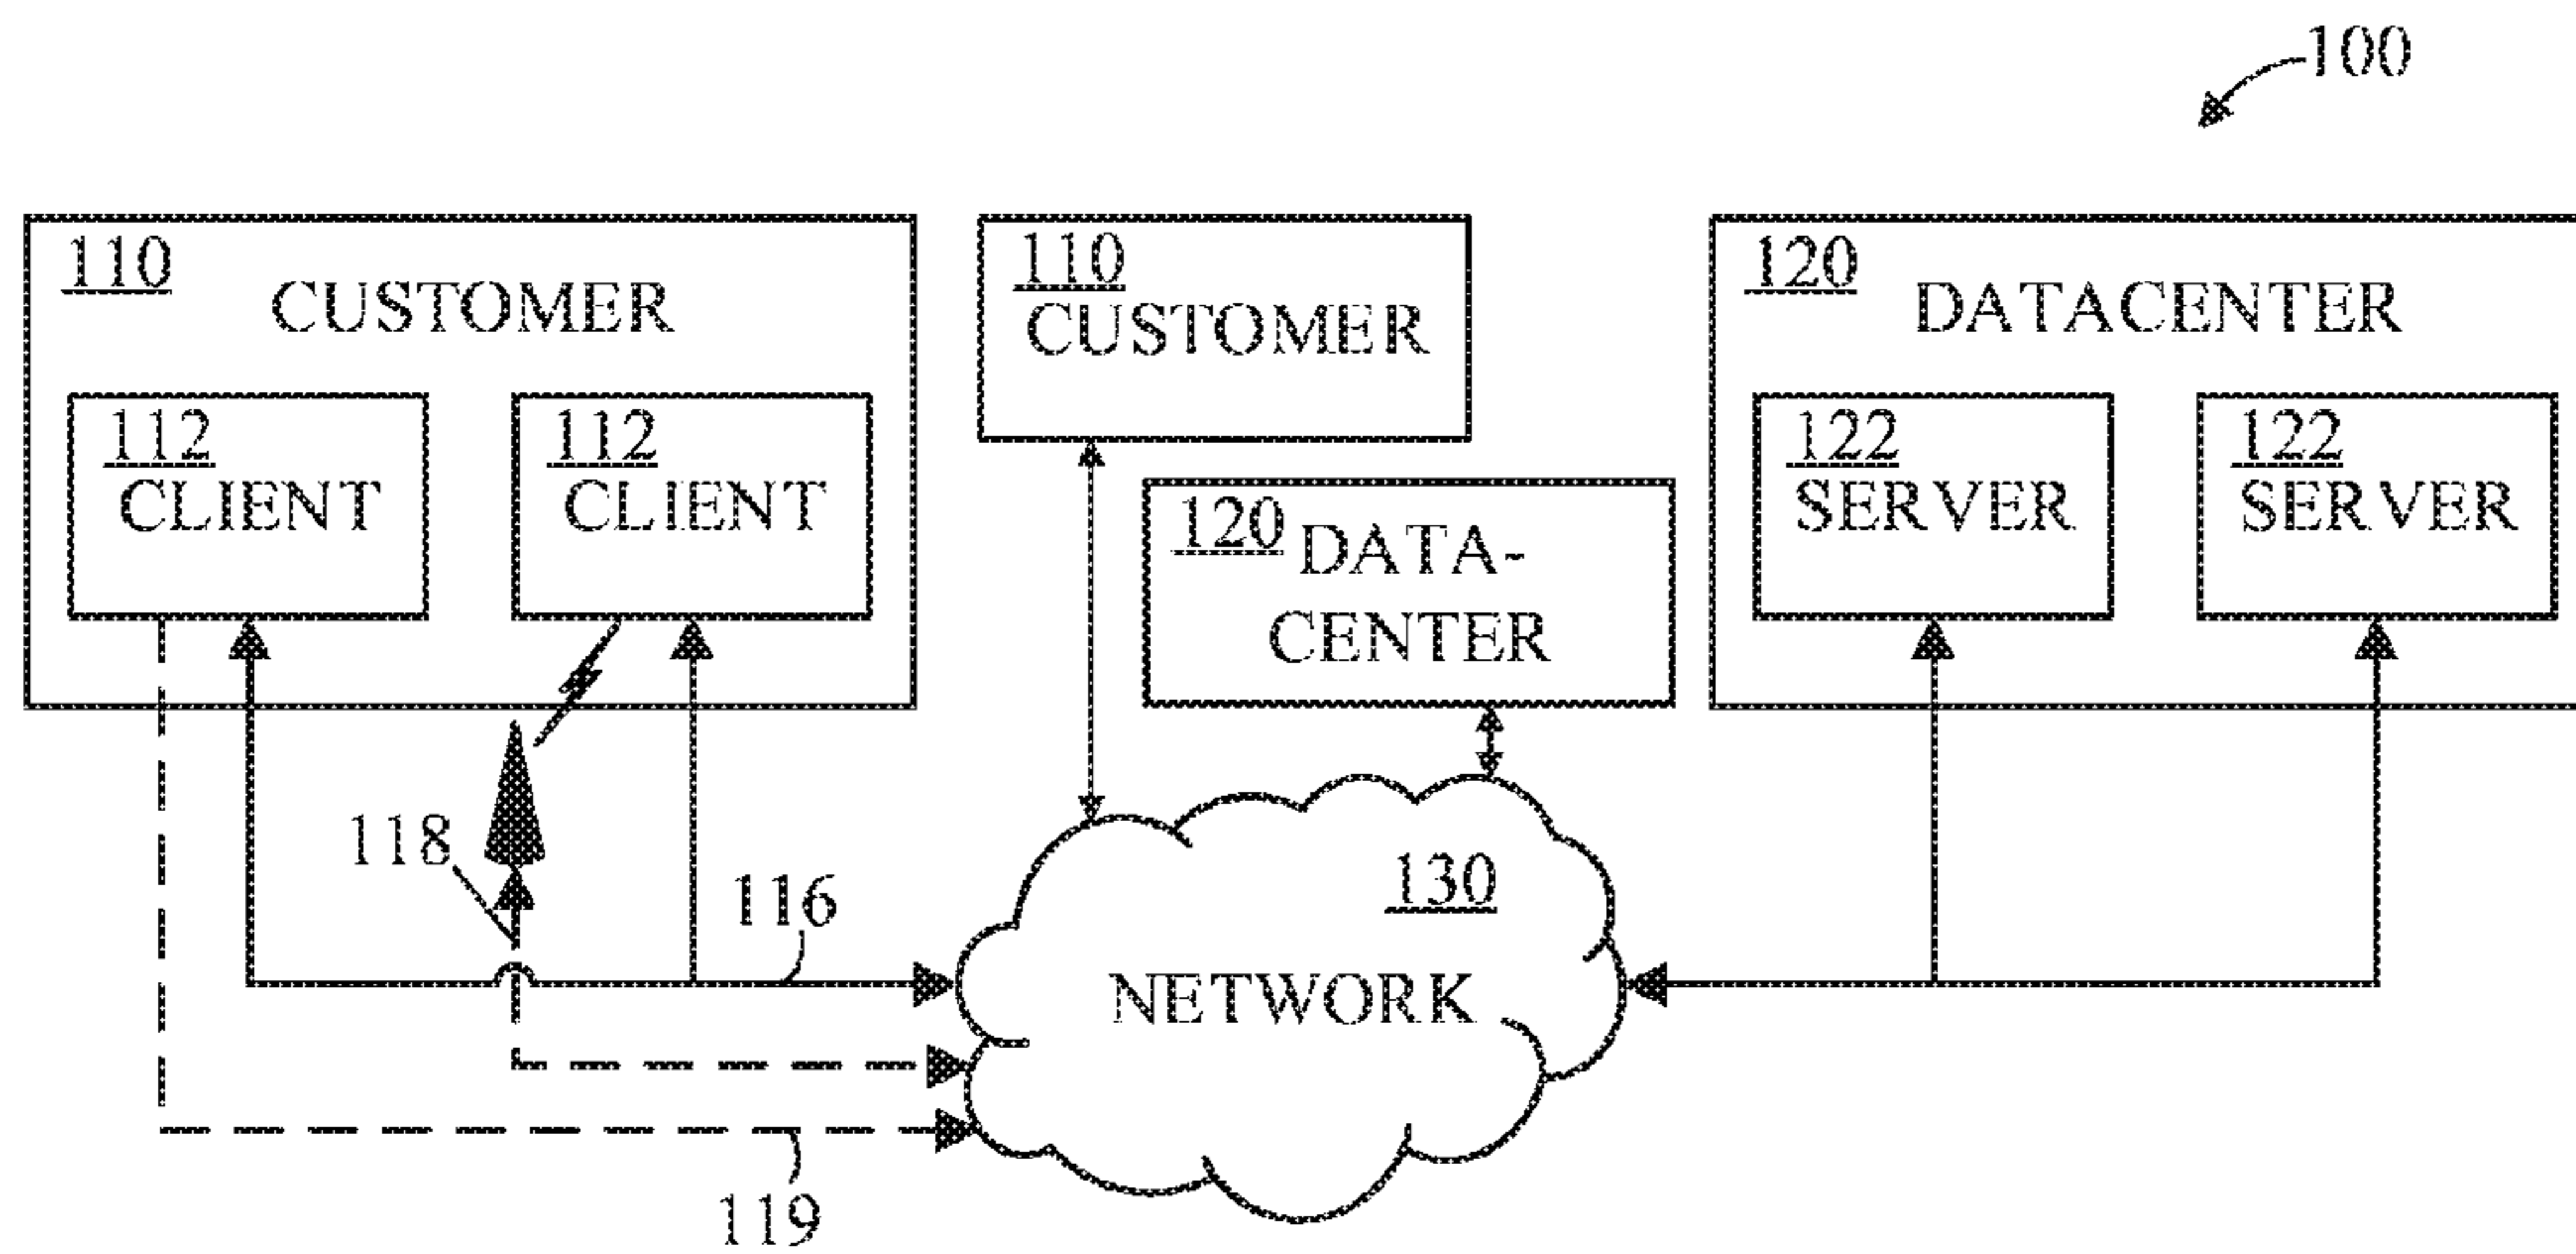 100
110
CUSTOMER
112
CLIENT
112
CLIENT
110
CUSTOMER
120
DATA-
CENTER
120
DATACENTER
122
SERVER
122
SERVER
118
116
130
NETWORK
119